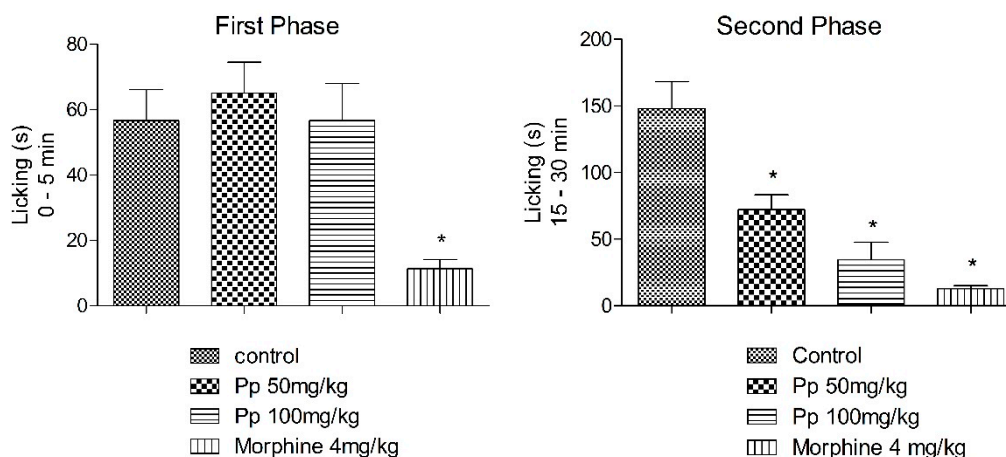 First Phase
Licking (s)
0 - 5 min
80
60
40
20
0
*
control
Pp 50mg/kg
Pp 100mg/kg
Morphine 4mg/kg
Second Phase
Licking (s)
15 - 30 min
200
150
100
50
0
*
*
*
Control
Pp 50mg/kg
Pp 100mg/kg
Morphine 4 mg/kg